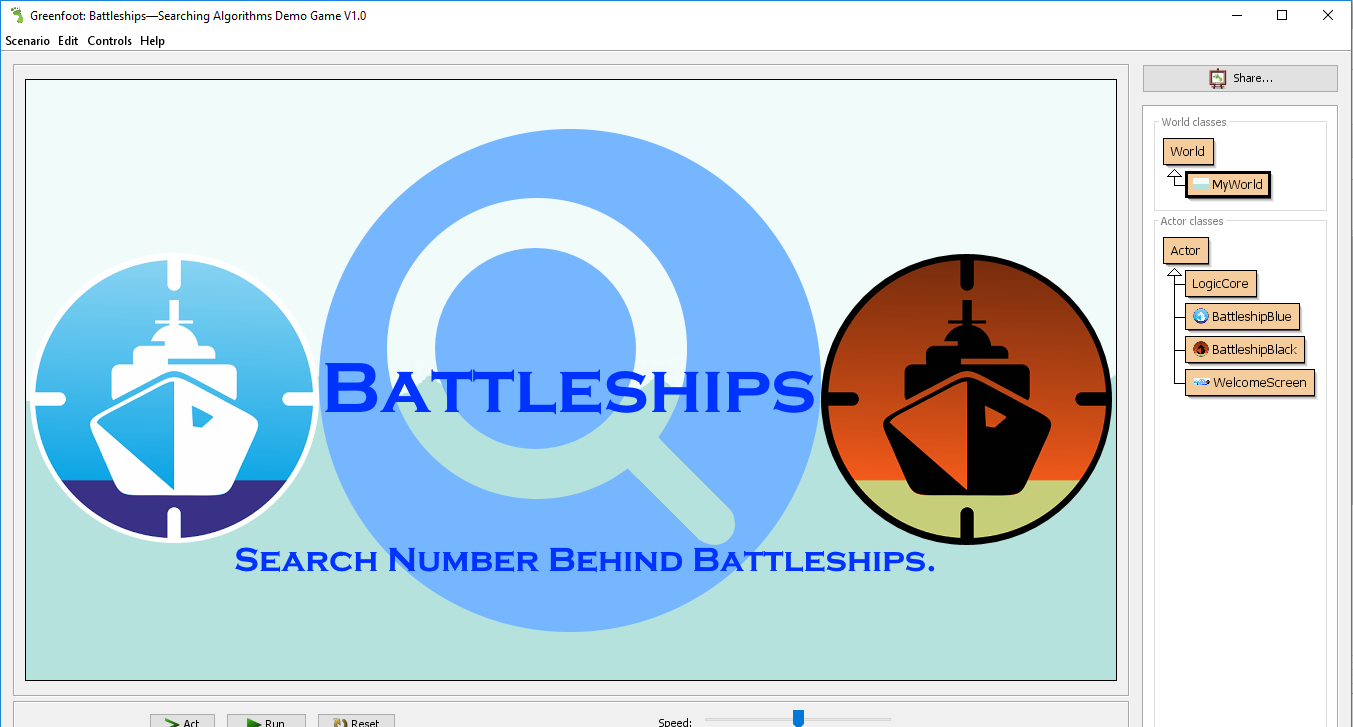 Greenfoot: Battleships—Searching Algorithms Demo Game V1.0
Scenario Edit Controls Help
Share...
World classes
World
MyWorld
Actor classes
Actor
LogicCore
BattleshipBlue
BattleshipBlack
WelcomeScreen
Battleships
Search Number Behind Battleships.
Act Run Reset Speed: